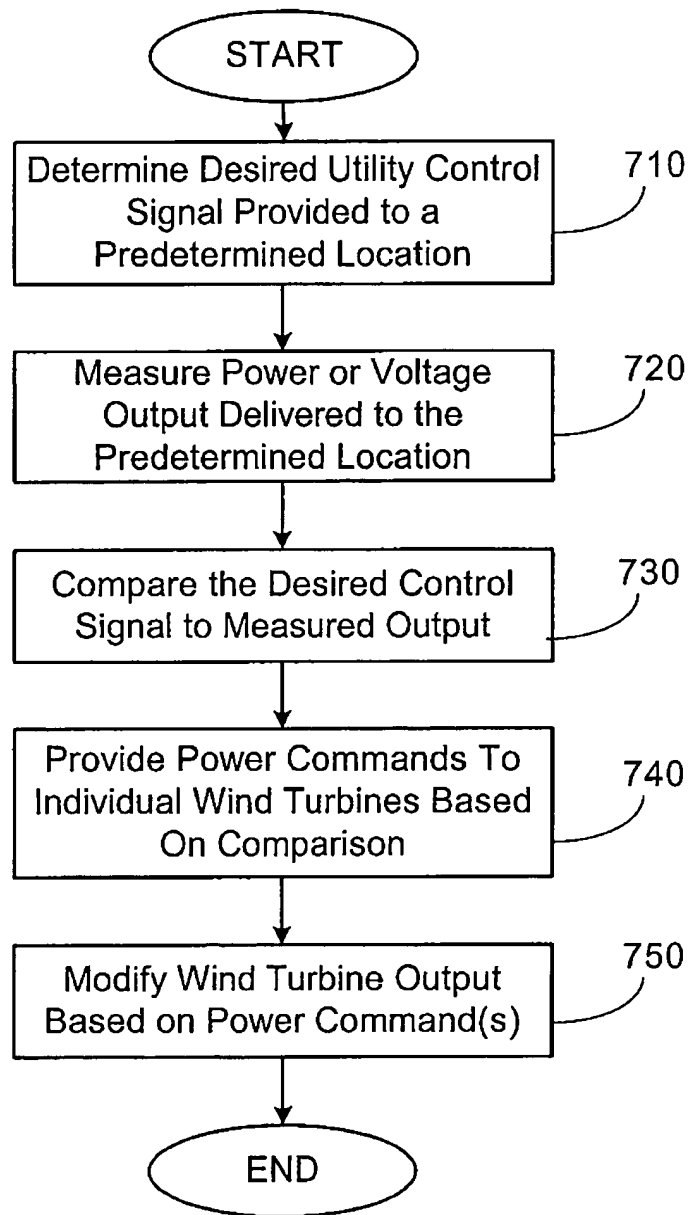 START
Determine Desired Utility Control
Signal Provided to a
Predetermined Location
710
Measure Power or Voltage
Output Delivered to the
Predetermined Location
720
Compare the Desired Control
Signal to Measured Output
730
Provide Power Commands To
Individual Wind Turbines Based
On Comparison
740
Modify Wind Turbine Output
Based on Power Command(s)
750
END